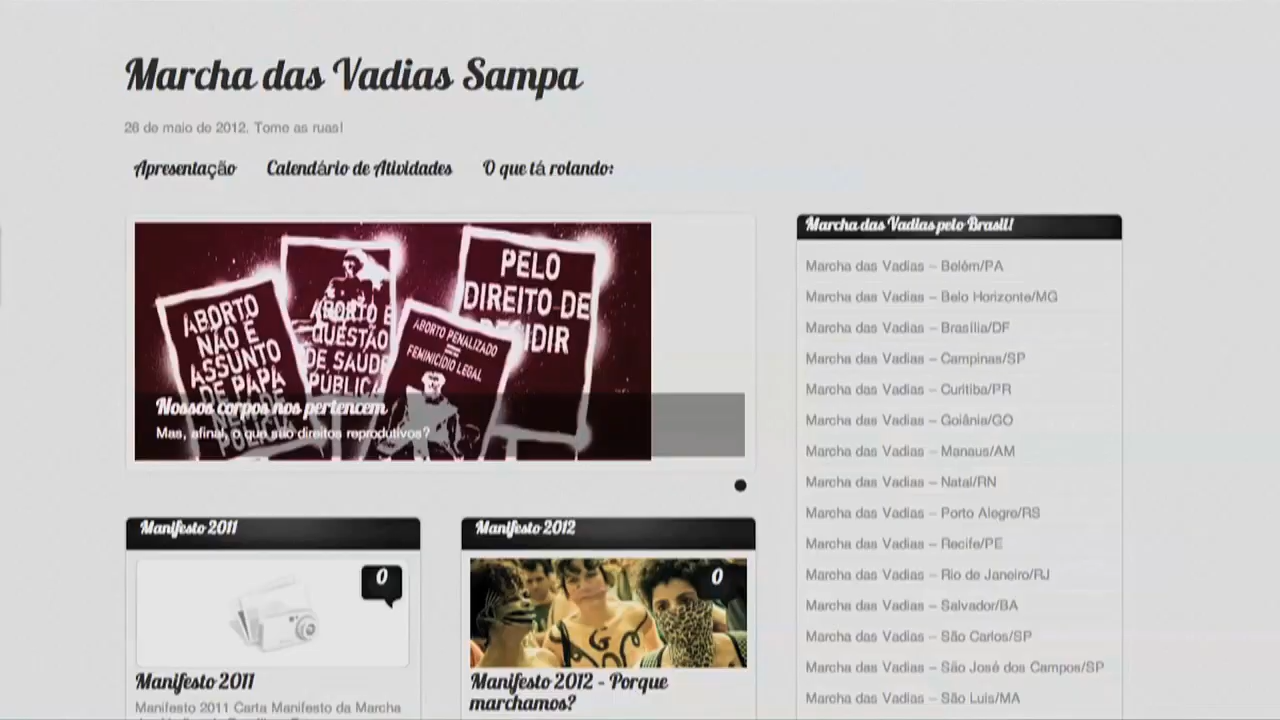 Marcha das Vadias Sampa
26 de maio de 2012. Tome as ruas!
Apresentação
Calendário de Atividades
O que tá rolando:
ABORTO
NÃO É
ASSUNTO
DE PAPA
ABORTO É
QUESTÃO
DE SAÚDE
PÚBLICA
ABORTO PENALIZADO
=
FEMINICÍDIO LEGAL
PELO
DIREITO DE
Nossos corpos nos pertencem
Mas, afinal, o que são direitos reprodutivos?
Manifesto 2011
0
Manifesto 2011
Manifesto 2011 Carta Manifesto da Marcha
Manifesto 2012
0
Manifesto 2012 - Porque
marchamos?
Marcha das Vadias pelo Brasil!
Marcha das Vadias – Belém/PA
Marcha das Vadias – Belo Horizonte/MG
Marcha das Vadias – Brasília/DF
Marcha das Vadias – Campinas/SP
Marcha das Vadias – Curitiba/PR
Marcha das Vadias – Goiânia/GO
Marcha das Vadias – Manaus/AM
Marcha das Vadias – Natal/RN
Marcha das Vadias – Porto Alegre/RS
Marcha das Vadias – Recife/PE
Marcha das Vadias – Rio de Janeiro/RJ
Marcha das Vadias – Salvador/BA
Marcha das Vadias – São Carlos/SP
Marcha das Vadias – São José dos Campos/SP
Marcha das Vadias – São Luis/MA